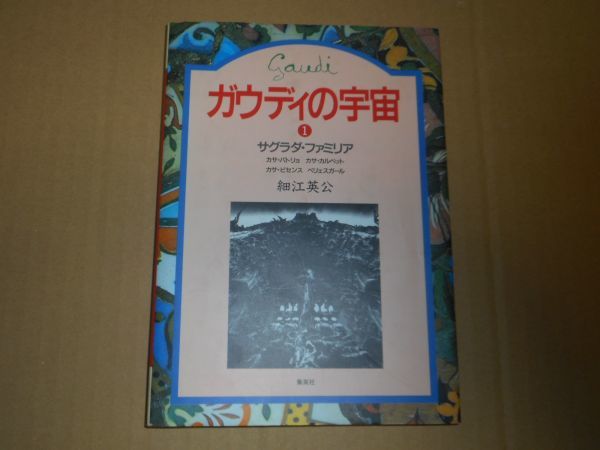 Gaudi
ガウディの宇宙
1
サグラダ・ファミリア
カサ・バトリョ カサ・カルベット
カサ・ビセンス ベリェスガール
細江英公
集英社